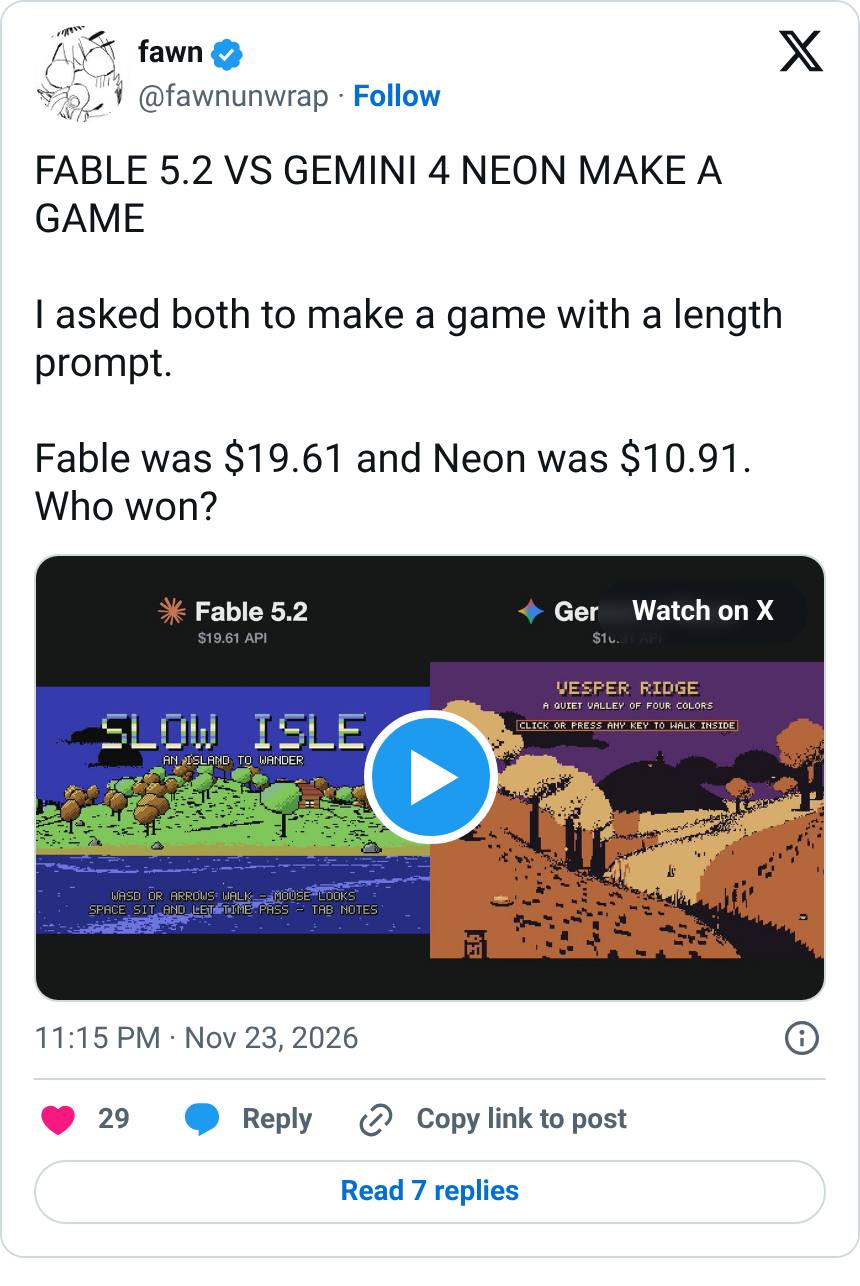 fawn
@fawnunwrap · Follow
FABLE 5.2 VS GEMINI 4 NEON MAKE A
GAME
I asked both to make a game with a length
prompt.
Fable was $19.61 and Neon was $10.91.
Who won?
Fable 5.2
$19.61 API
Watch on X
SLOW ISLE
AN ISLAND TO WANDER
WASD OR ARROWS WALK – MOUSE LOOKS
SPACE SIT AND LET TIME PASS – TAB NOTES
VESPER RIDGE
A QUIET VALLEY OF FOUR COLORS
CLICK OR PRESS ANY KEY TO WALK INSIDE
11:15 PM · Nov 23, 2026
29
Reply
Copy link to post
Read 7 replies